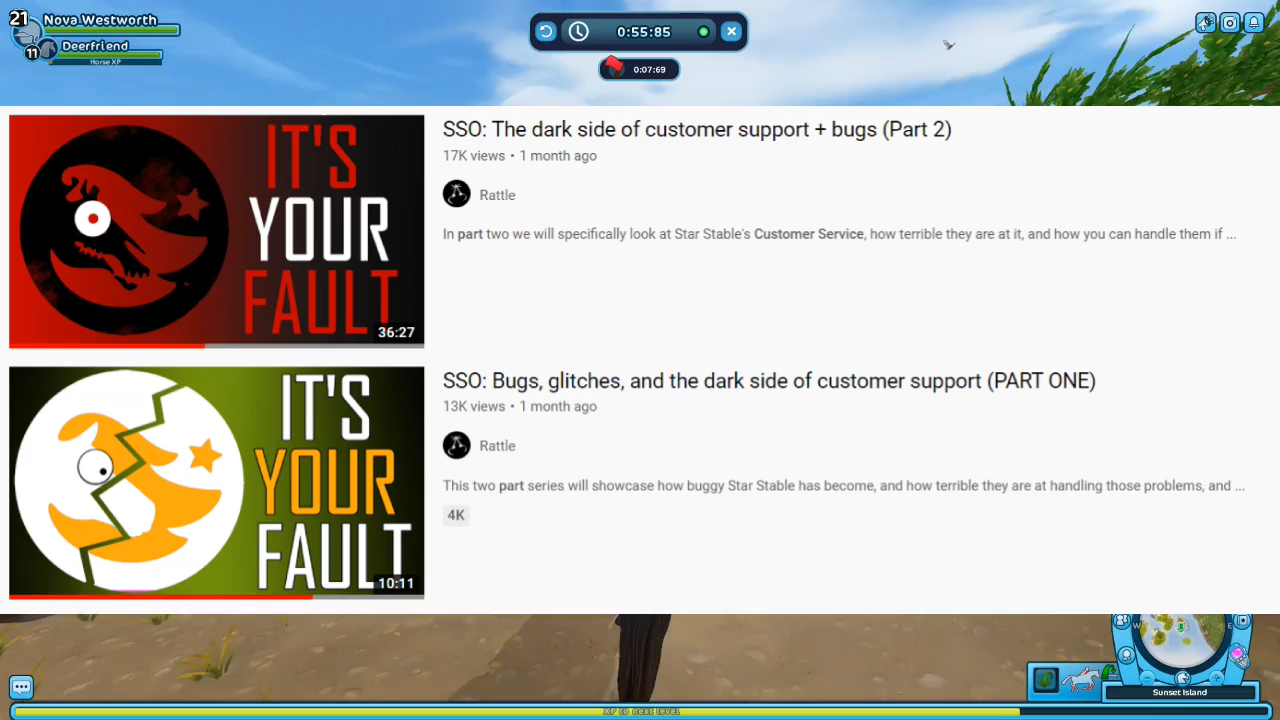 21
Nova Westworth
Deerfriend
11
Horse XP
0:55:85
0:07:69
IT'S
YOUR
FAULT
36:27
SSO: The dark side of customer support + bugs (Part 2)
17K views • 1 month ago
Rattle
In part two we will specifically look at Star Stable's Customer Service, how terrible they are at it, and how you can handle them if ...
IT'S
YOUR
FAULT
10:11
SSO: Bugs, glitches, and the dark side of customer support (PART ONE)
13K views • 1 month ago
Rattle
This two part series will showcase how buggy Star Stable has become, and how terrible they are at handling those problems, and ...
4K
W
E
Sunset Island
XP to next level